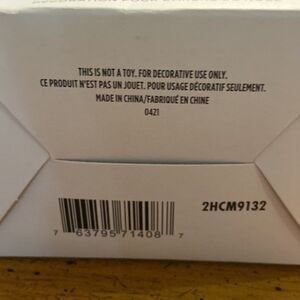 THIS IS NOT A TOY. FOR DECORATIVE USE ONLY.
CE PRODUIT N'EST PAS UN JOUET. POUR USAGE DÉCORATIF SEULEMENT.
MADE IN CHINA/FABRIQUÉ EN CHINE
0421
2HCM9132
7 63795 71408 7